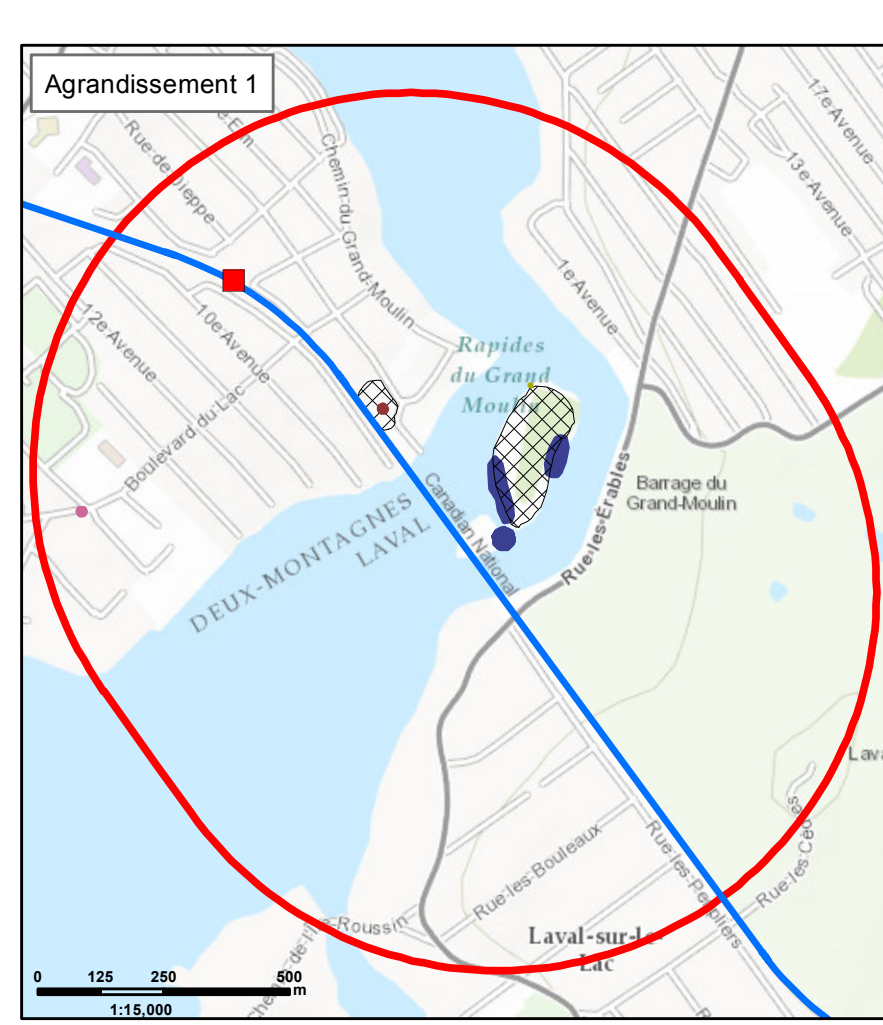 Agrandissement 1
Rue de Dieppe
Chemin du Grand-Moulin
17e Avenue
13e Avenue
1e Avenue
12e Avenue
10e Avenue
Boulevard du Lac
Rapides
du Grand
Moulin
Canadian National
DEUX-MONTAGNES
LAVAL
Rue les Érables
Barrage du
Grand-Moulin
Lava
Rue les Cèdres
Rue les Peupliers
Rue les Bouleaux
-Roussin
Chemin de l'Î
Laval-sur-le-
Lac
0 125 250 500
m
1:15,000